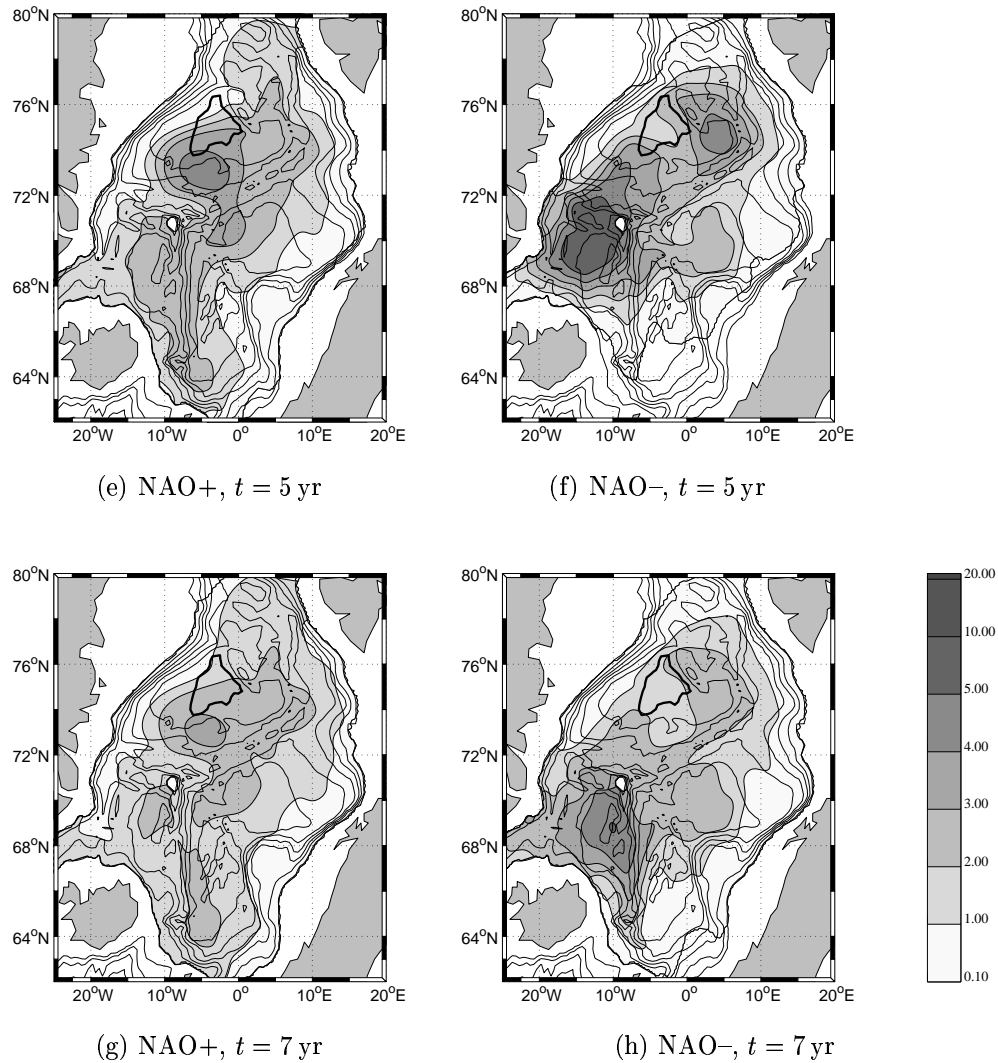 80°N 80°N
76°N 76°N
72°N 72°N
68°N 68°N
64°N 64°N
20°W 10°W 0° 10°E 20°E 20°W 10°W 0° 10°E 20°E
(e) NAO+, t = 5 yr (f) NAO–, t = 5 yr
80°N 80°N
76°N 76°N
72°N 72°N
68°N 68°N
64°N 64°N
20°W 10°W 0° 10°E 20°E 20°W 10°W 0° 10°E 20°E
20.00
10.00
5.00
4.00
3.00
2.00
1.00
0.10
(g) NAO+, t = 7 yr (h) NAO–, t = 7 yr